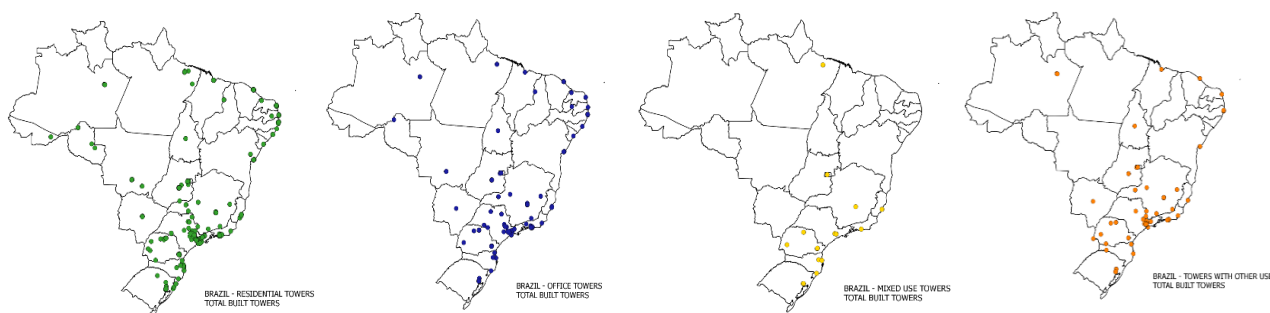 BRAZIL - RESIDENTIAL TOWERS
TOTAL BUILT TOWERS
BRAZIL - OFFICE TOWERS
TOTAL BUILT TOWERS
BRAZIL - MIXED USE TOWERS
TOTAL BUILT TOWERS
BRAZIL - TOWERS WITH OTHER USE
TOTAL BUILT TOWERS